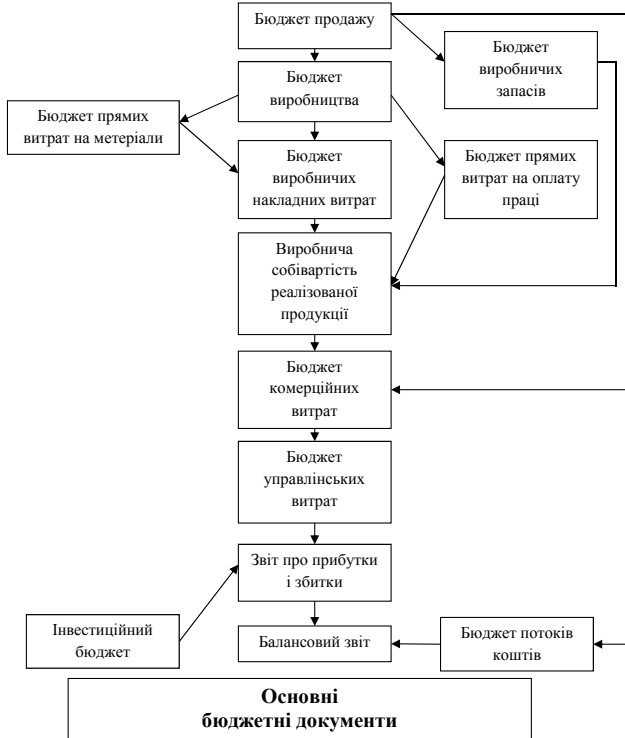 Бюджет продажу
Бюджет
виробничих
запасів
Бюджет
виробництва
Бюджет прямих
витрат на метеріали
Бюджет
виробничих
накладних витрат
Бюджет прямих
витрат на оплату
праці
Виробнича
собівартість
реалізованої
продукції
Бюджет
комерційних
витрат
Бюджет
управлінських
витрат
Звіт про прибутки
і збитки
Інвестиційний
бюджет
Балансовий звіт
Бюджет потоків
коштів
Основні
бюджетні документи